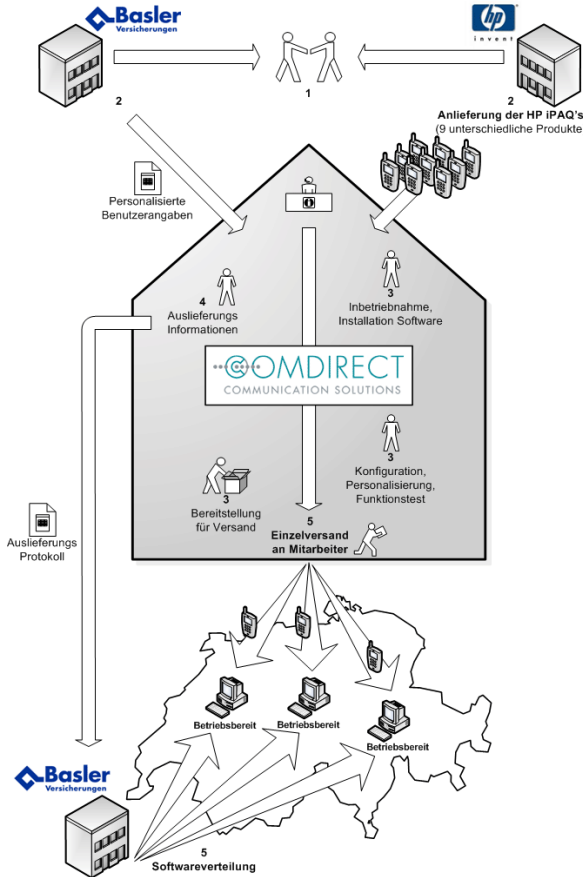 Basler
Versicherungen
hp
invent
1
2
2
Anlieferung der HP iPAQ's
(9 unterschiedliche Produkte
Personalisierte
Benutzerangaben
4
Auslieferungs
Informationen
3
Inbetriebnahme,
Installation Software
COMDIRECT
COMMUNICATION SOLUTIONS
3
Konfiguration,
Personalisierung,
Funktionstest
3
Bereitstellung
für Versand
5
Einzelversand
an Mitarbeiter
Auslieferungs
Protokoll
Betriebsbereit
Betriebsbereit
Betriebsbereit
Basler
Versicherungen
5
Softwareverteilung